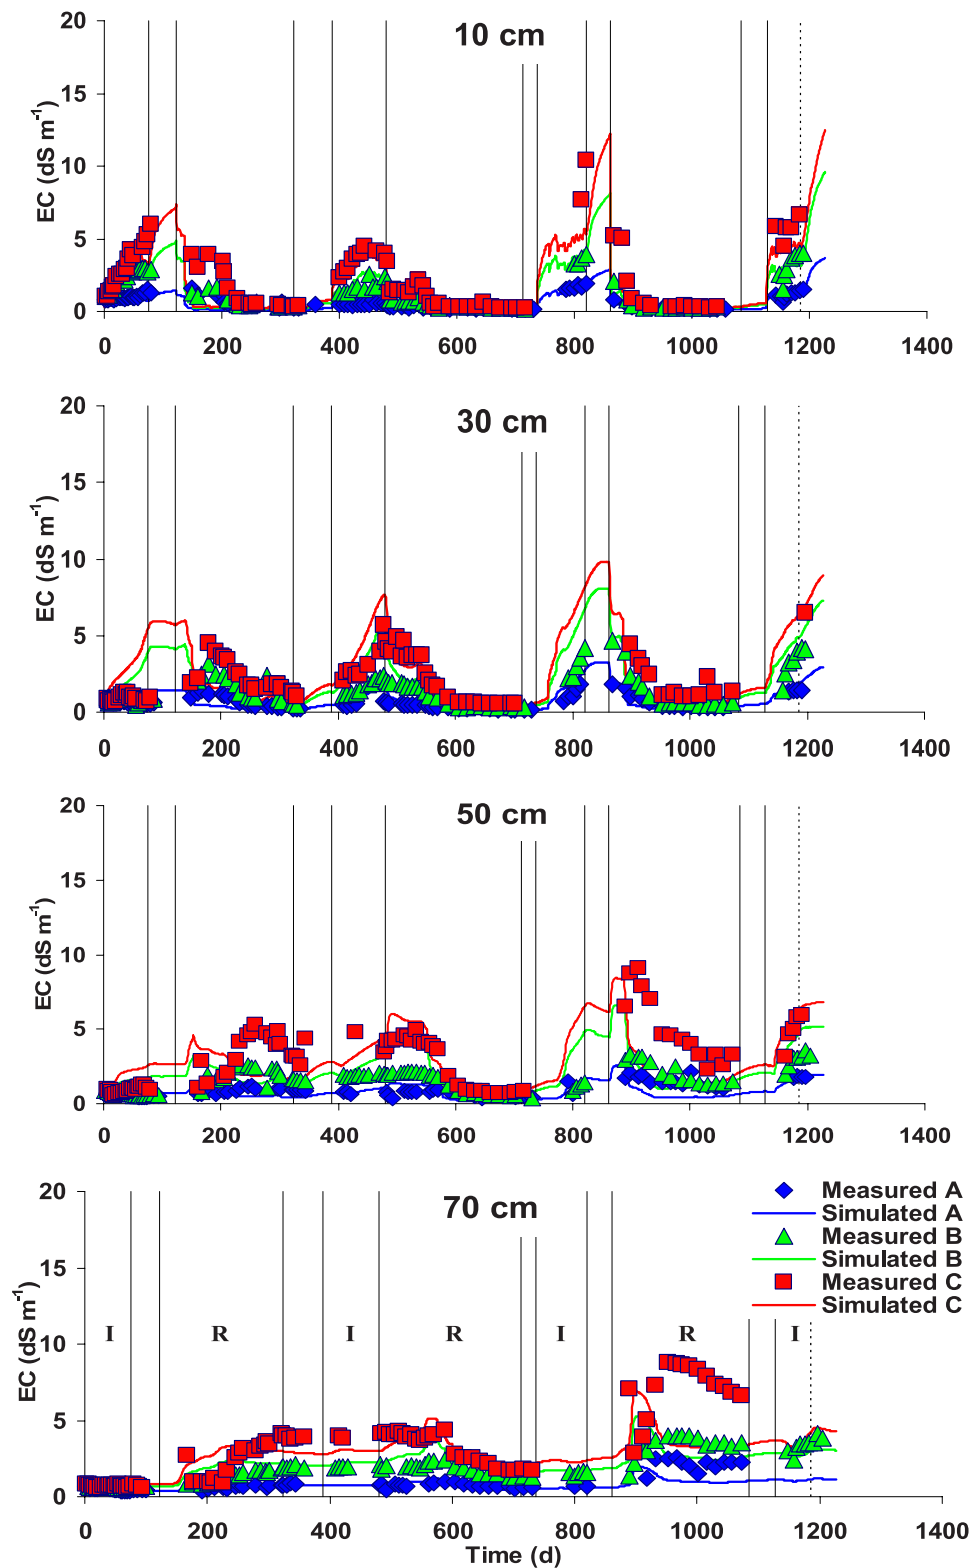 10 cm
20
15
10
5
0
EC (dS m⁻¹)
0 200 400 600 800 1000 1200 1400
30 cm
20
15
10
5
0
EC (dS m⁻¹)
0 200 400 600 800 1000 1200 1400
50 cm
20
15
10
5
0
EC (dS m⁻¹)
0 200 400 600 800 1000 1200 1400
70 cm
20
15
10
5
0
EC (dS m⁻¹)
Measured A
Simulated A
Measured B
Simulated B
Measured C
Simulated C
I R I R I R I
0 200 400 600 800 1000 1200 1400
Time (d)